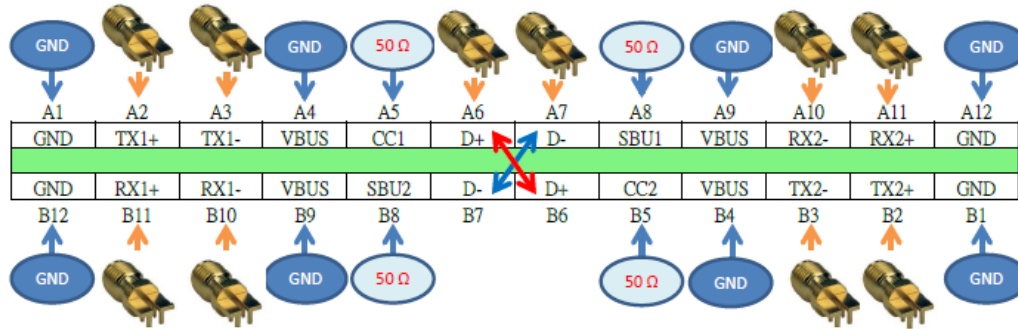 GND 50 Ω GND 50 Ω GND GND
A1 A2 A3 A4 A5 A6 A7 A8 A9 A10 A11 A12
GND TX1+ TX1- VBUS CC1 D+ D- SBU1 VBUS RX2- RX2+ GND
GND RX1+ RX1- VBUS SBU2 D- D+ CC2 VBUS TX2- TX2+ GND
B12 B11 B10 B9 B8 B7 B6 B5 B4 B3 B2 B1
GND GND 50 Ω 50 Ω GND GND